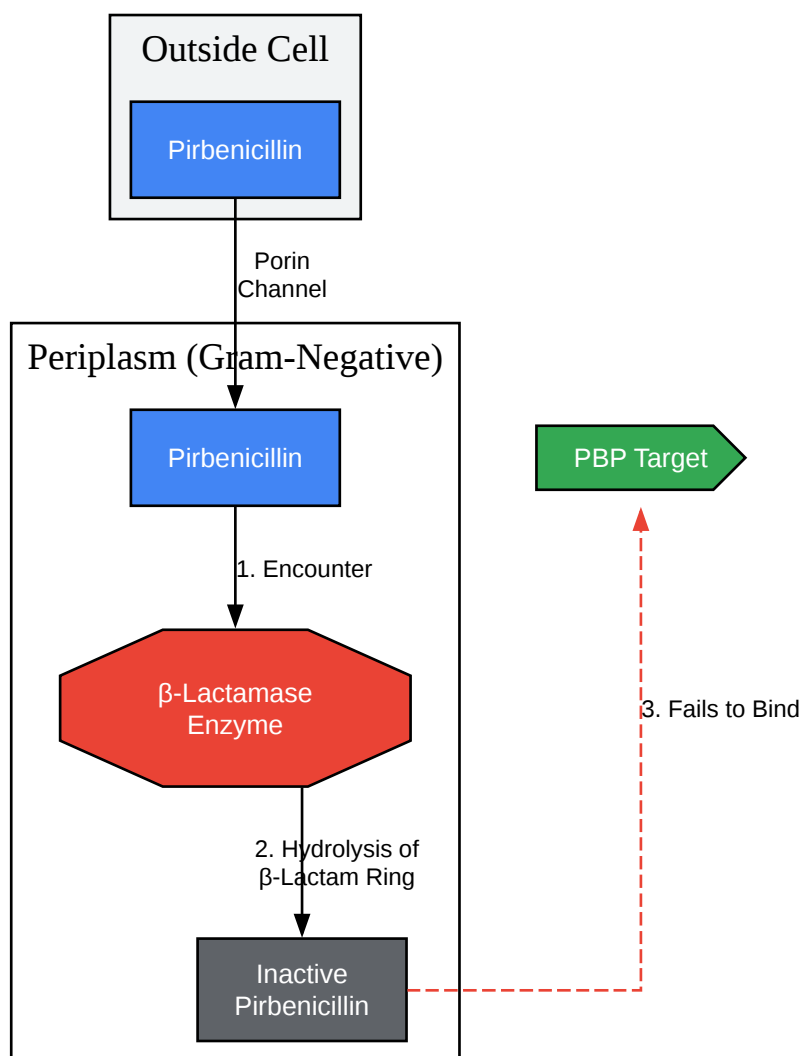 Outside Cell
Pirbenicillin
Porin
Channel
Periplasm (Gram-Negative)
Pirbenicillin
PBP Target
1. Encounter
β-Lactamase
Enzyme
3. Fails to Bind
2. Hydrolysis of
β-Lactam Ring
Inactive
Pirbenicillin